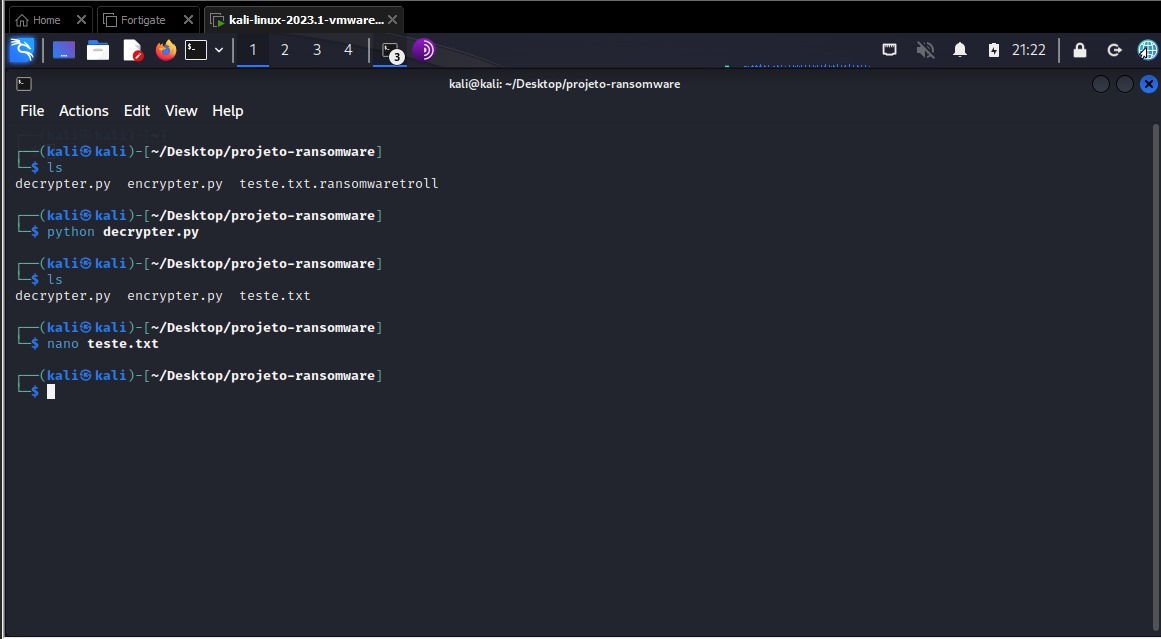 Home Fortigate kali-linux-2023.1-vmware...
1 2 3 4 3 21:22
kali@kali: ~/Desktop/projeto-ransomware
File Actions Edit View Help
┌──(kali㉿kali)-[~/Desktop/projeto-ransomware]
└─$ ls
decrypter.py encrypter.py teste.txt.ransomwaretroll
┌──(kali㉿kali)-[~/Desktop/projeto-ransomware]
└─$ python decrypter.py
┌──(kali㉿kali)-[~/Desktop/projeto-ransomware]
└─$ ls
decrypter.py encrypter.py teste.txt
┌──(kali㉿kali)-[~/Desktop/projeto-ransomware]
└─$ nano teste.txt
┌──(kali㉿kali)-[~/Desktop/projeto-ransomware]
└─$